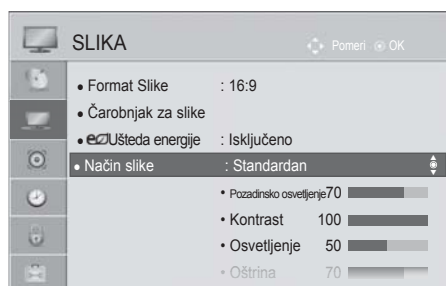 SLIKA
Pomeri OK
• Format Slike : 16:9
• Čarobnjak za slike
• eco Ušteda energije : Isključeno
• Način slike : Standardan
• Pozadinsko osvetljenje 70
• Kontrast 100
• Osvetljenje 50
• Oštrina 70